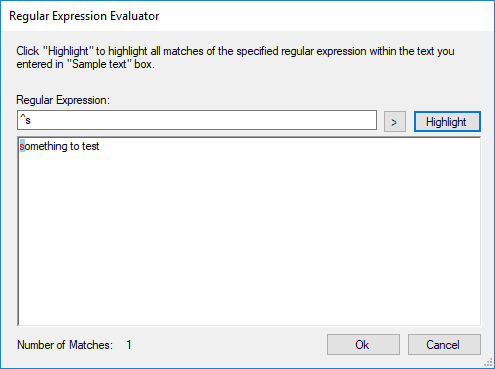 Regular Expression Evaluator
Click "Highlight" to highlight all matches of the specified regular expression within the text you
entered in "Sample text" box.
Regular Expression:
^s
>
Highlight
something to test
Number of Matches: 1
Ok
Cancel